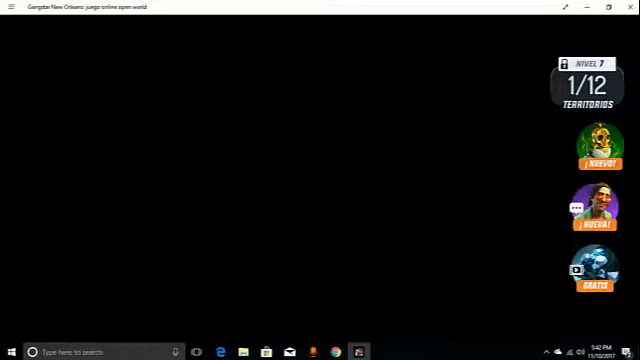 Gangstar New Orleans: juego online open world
NIVEL 7
1/12
TERRITORIOS
¡NUEVO!
¡NUEVA!
GRATIS
Type here to search
5:42 PM
11/10/2017